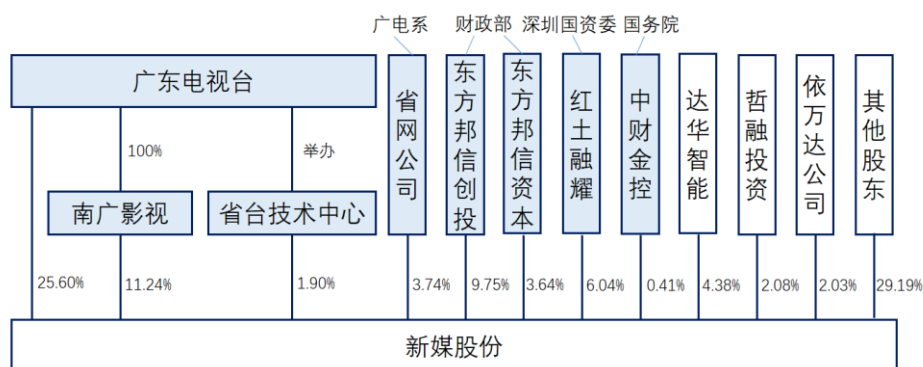 广电系
财政部
深圳国资委
国务院
广东电视台
省网公司
东方邦信创投
东方邦信资本
红土融耀
中财金控
达华智能
哲融投资
依万达公司
其他股东
100%
举办
南广影视
省台技术中心
25.60%
11.24%
1.90%
3.74%
9.75%
3.64%
6.04%
0.41%
4.38%
2.08%
2.03%
29.19%
新媒股份